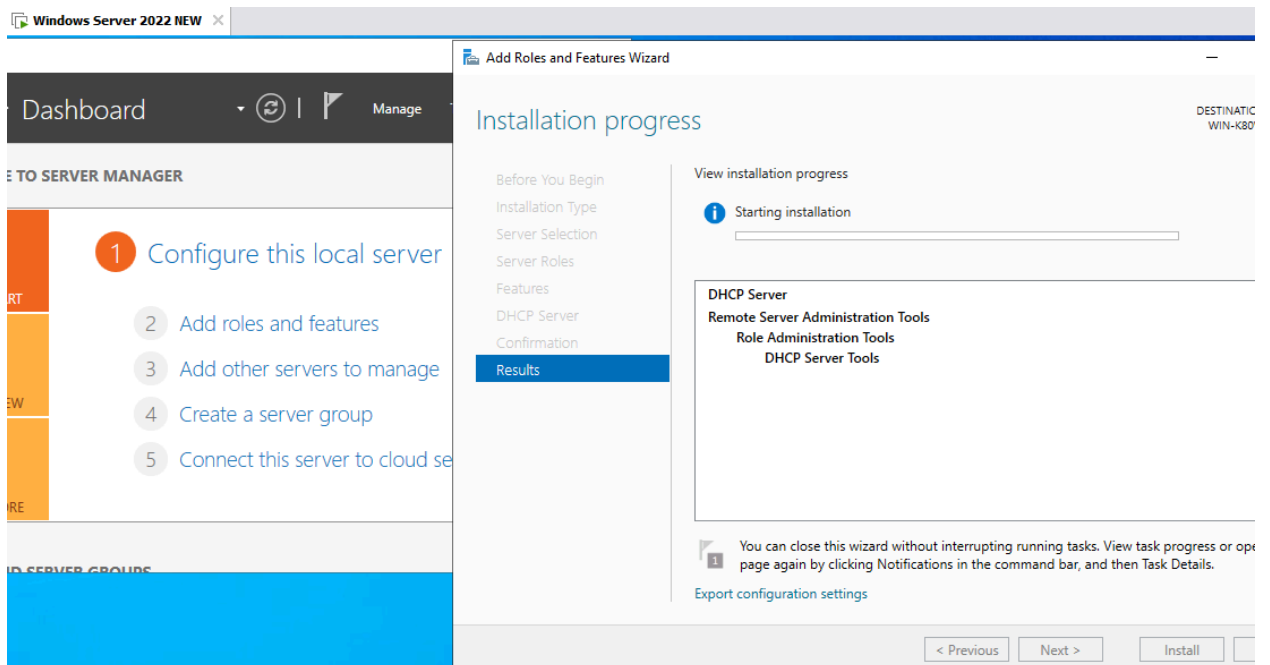 Windows Server 2022 NEW
Add Roles and Features Wizard
Dashboard
Manage
Installation progress
DESTINATIO
WIN-K80
E TO SERVER MANAGER
RT
EW
RE
1 Configure this local server
2 Add roles and features
3 Add other servers to manage
4 Create a server group
5 Connect this server to cloud se
Before You Begin
Installation Type
Server Selection
Server Roles
Features
DHCP Server
Confirmation
Results
View installation progress
Starting installation
DHCP Server
Remote Server Administration Tools
Role Administration Tools
DHCP Server Tools
1
You can close this wizard without interrupting running tasks. View task progress or ope
page again by clicking Notifications in the command bar, and then Task Details.
Export configuration settings
< Previous
Next >
Install